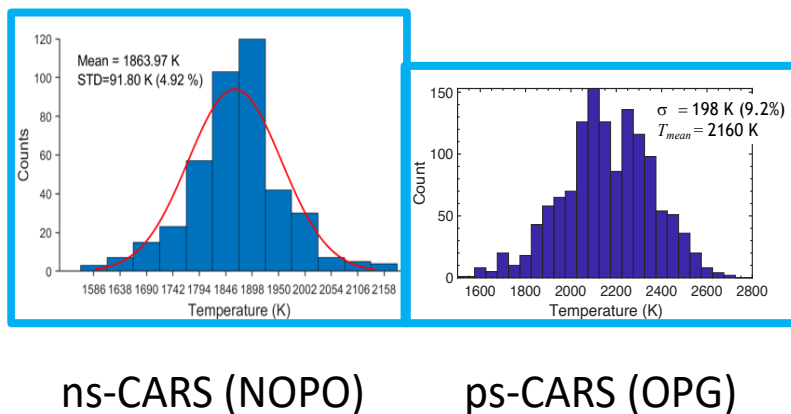 Mean = 1863.97 K
STD=91.80 K (4.92 %)
Counts
120
100
80
60
40
20
0
1586 1638 1690 1742 1794 1846 1898 1950 2002 2054 2106 2158
Temperature (K)
σ = 198 K (9.2%)
Tmean = 2160 K
Count
150
100
50
0
1600 1800 2000 2200 2400 2600 2800
Temperature (K)
ns-CARS (NOPO)
ps-CARS (OPG)